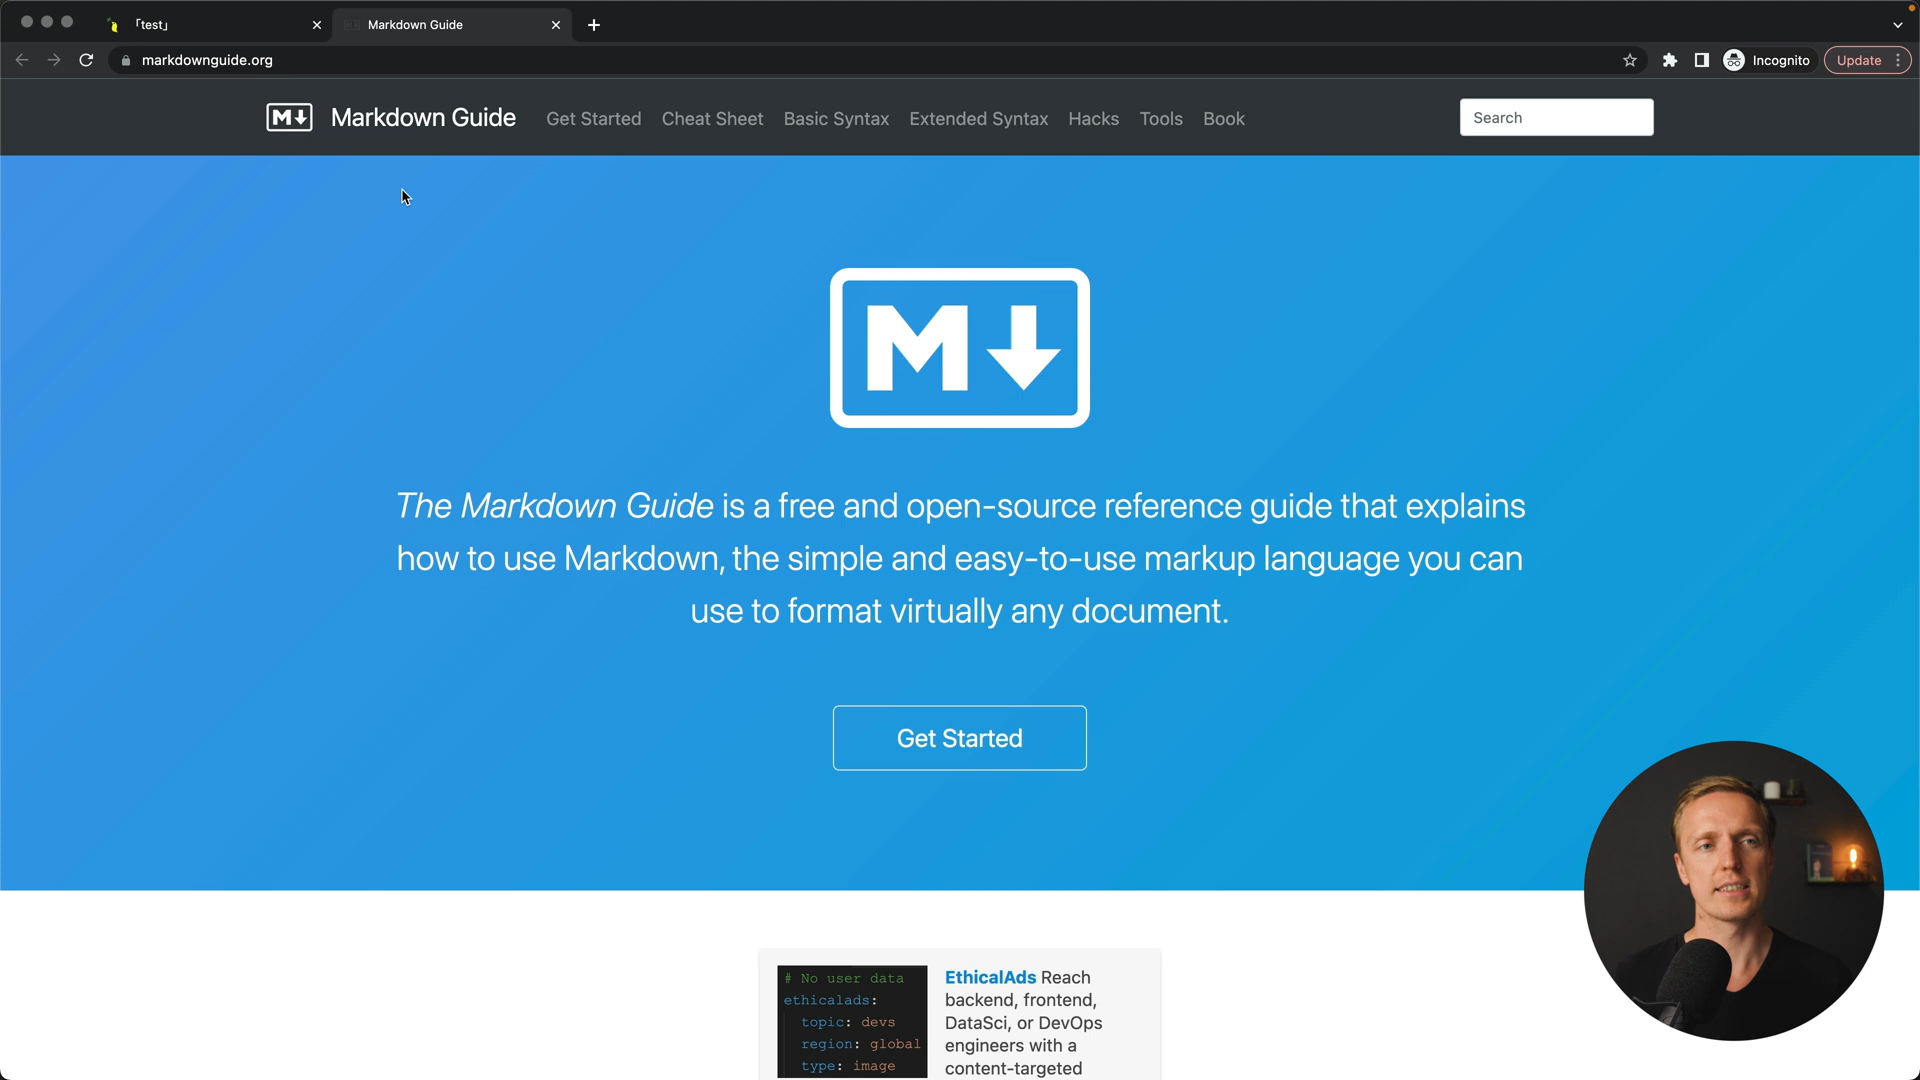 「test」
Markdown Guide
markdownguide.org
Incognito
Update
M
Markdown Guide
Get Started
Cheat Sheet
Basic Syntax
Extended Syntax
Hacks
Tools
Book
Search
M
The Markdown Guide is a free and open-source reference guide that explains
how to use Markdown, the simple and easy-to-use markup language you can
use to format virtually any document.
Get Started
# No user data
ethicalads:
topic: devs
region: global
type: image
EthicalAds Reach
backend, frontend,
DataSci, or DevOps
engineers with a
content-targeted